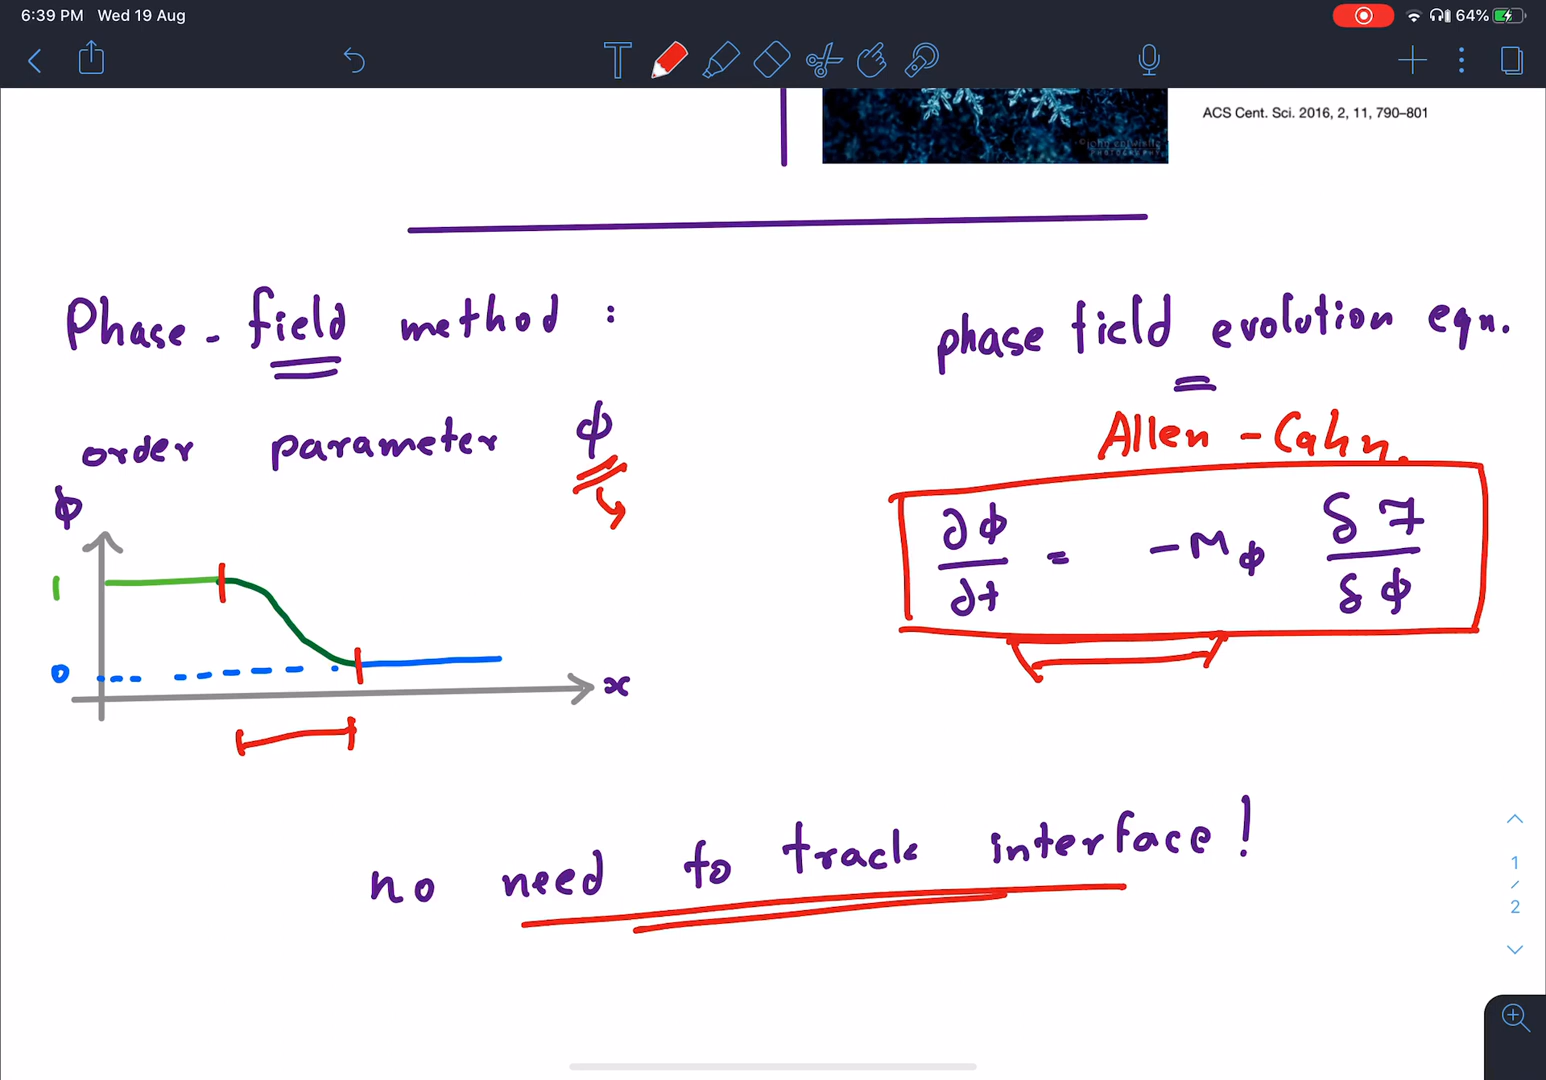 6:39 PM Wed 19 Aug
64%
T
ACS Cent. Sci. 2016, 2, 11, 790–801
Phase - field method :
phase field evolution eqn.
order parameter ϕ
Allen - Cahn.
∂ϕ/∂t = -M_ϕ δF/δϕ
ϕ
1
0
x
no need to track interface!
1
/
2